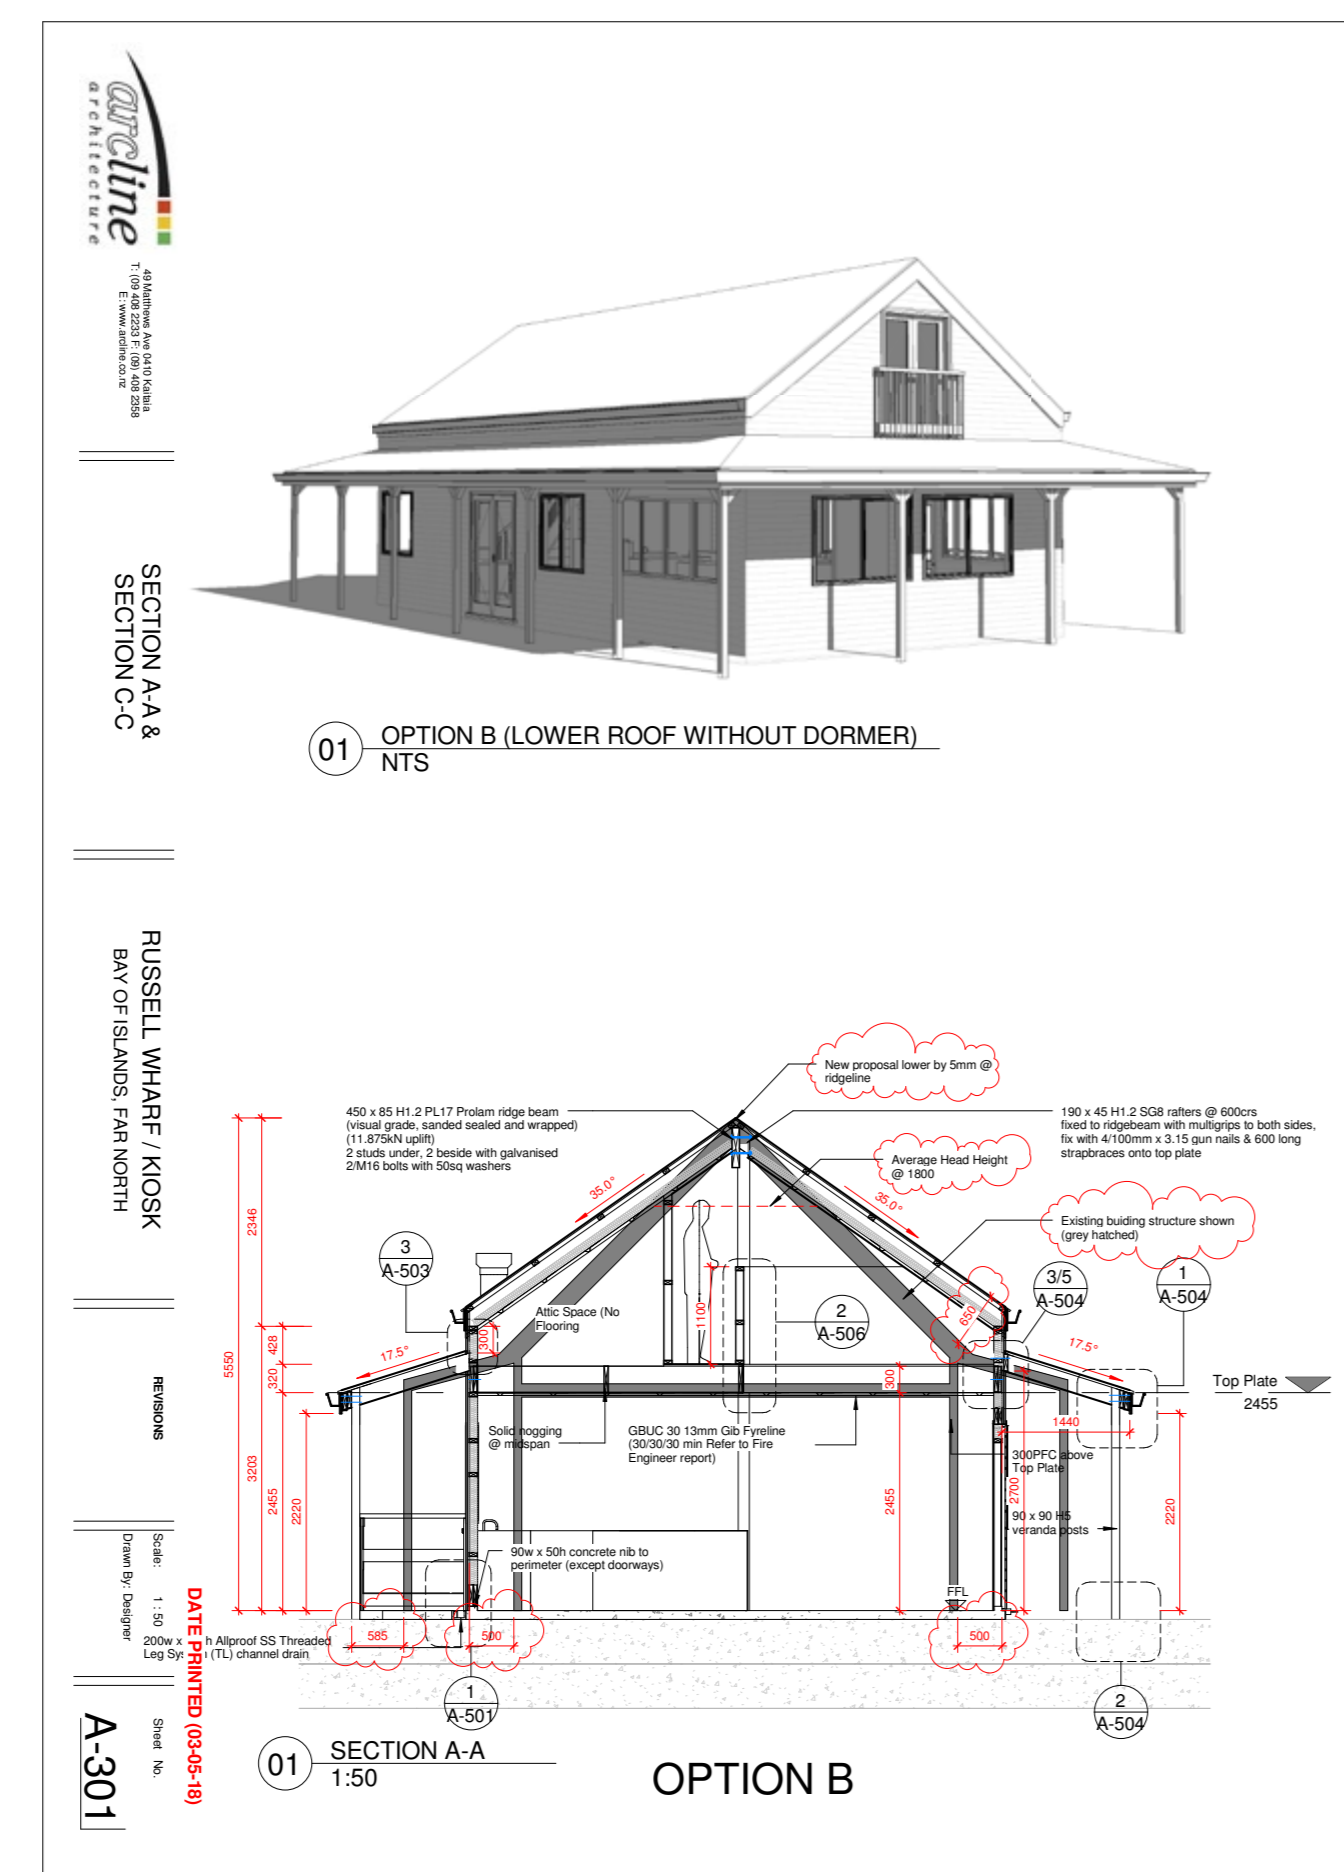 arcline
architecture
49 Matthews Ave 0410 Kaitaia
T: (09 408 2233 F: (09) 408 2358
E: www.arcline.co.nz
SECTION A-A &
SECTION C-C
RUSSELL WHARF / KIOSK
BAY OF ISLANDS, FAR NORTH
REVISIONS
Scale: 1 : 50
Drawn By: Designer
Sheet No.
A-301
DATE PRINTED (03-05-18)
01
OPTION B (LOWER ROOF WITHOUT DORMER)
NTS
New proposal lower by 5mm @
ridgeline
450 x 85 H1.2 PL17 Prolam ridge beam
(visual grade, sanded sealed and wrapped)
(11.875kN uplift)
2 studs under, 2 beside with galvanised
2/M16 bolts with 50sq washers
190 x 45 H1.2 SG8 rafters @ 600crs
fixed to ridgebeam with multigrips to both sides,
fix with 4/100mm x 3.15 gun nails & 600 long
strapbraces onto top plate
Average Head Height
@ 1800
35.0°
35.0°
Existing buiding structure shown
(grey hatched)
3
A-503
3/5
A-504
1
A-504
2
A-506
Attic Space (No
Flooring
300
1100
650
17.5°
17.5°
2346
428
320
5550
3203
2455
2220
300
2455
Top Plate
2455
1440
Solid nogging
@ midspan
GBUC 30 13mm Gib Fyreline
(30/30/30 min Refer to Fire
Engineer report)
300PFC above
Top Plate
2700
2220
90 x 90 H5
veranda posts
90w x 50h concrete nib to
perimeter (except doorways)
FFL
585
500
500
200w x h Allproof SS Threaded
Leg Sys (TL) channel drain
1
A-501
2
A-504
01
SECTION A-A
1:50
OPTION B